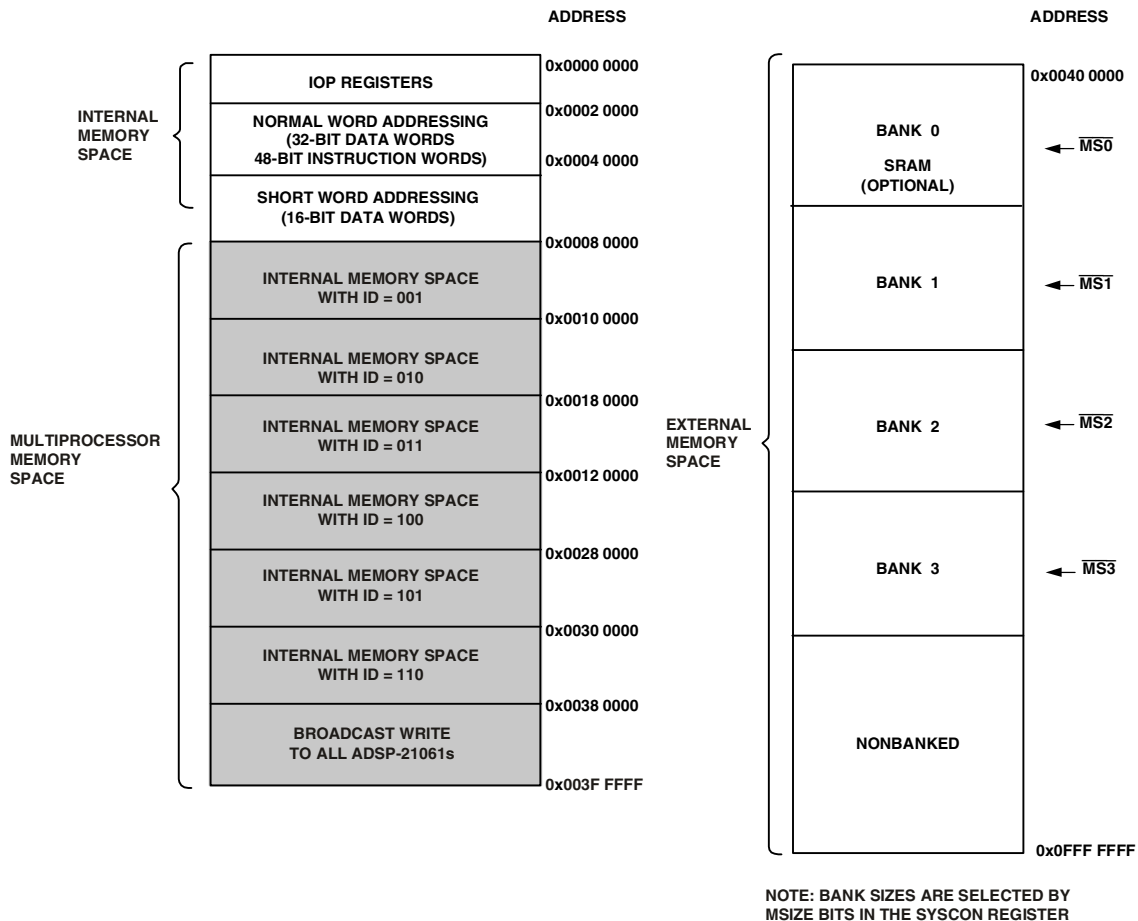 ADDRESS
0x0000 0000
IOP REGISTERS
0x0002 0000
INTERNAL
MEMORY
SPACE
NORMAL WORD ADDRESSING
(32-BIT DATA WORDS
48-BIT INSTRUCTION WORDS)
0x0004 0000
SHORT WORD ADDRESSING
(16-BIT DATA WORDS)
0x0008 0000
INTERNAL MEMORY SPACE
WITH ID = 001
0x0010 0000
INTERNAL MEMORY SPACE
WITH ID = 010
0x0018 0000
MULTIPROCESSOR
MEMORY
SPACE
INTERNAL MEMORY SPACE
WITH ID = 011
0x0012 0000
INTERNAL MEMORY SPACE
WITH ID = 100
0x0028 0000
INTERNAL MEMORY SPACE
WITH ID = 101
0x0030 0000
INTERNAL MEMORY SPACE
WITH ID = 110
0x0038 0000
BROADCAST WRITE
TO ALL ADSP-21061s
0x003F FFFF
ADDRESS
0x0040 0000
BANK 0
MS0
SRAM
(OPTIONAL)
BANK 1
MS1
EXTERNAL
MEMORY
SPACE
BANK 2
MS2
BANK 3
MS3
NONBANKED
0x0FFF FFFF
NOTE: BANK SIZES ARE SELECTED BY
MSIZE BITS IN THE SYSCON REGISTER